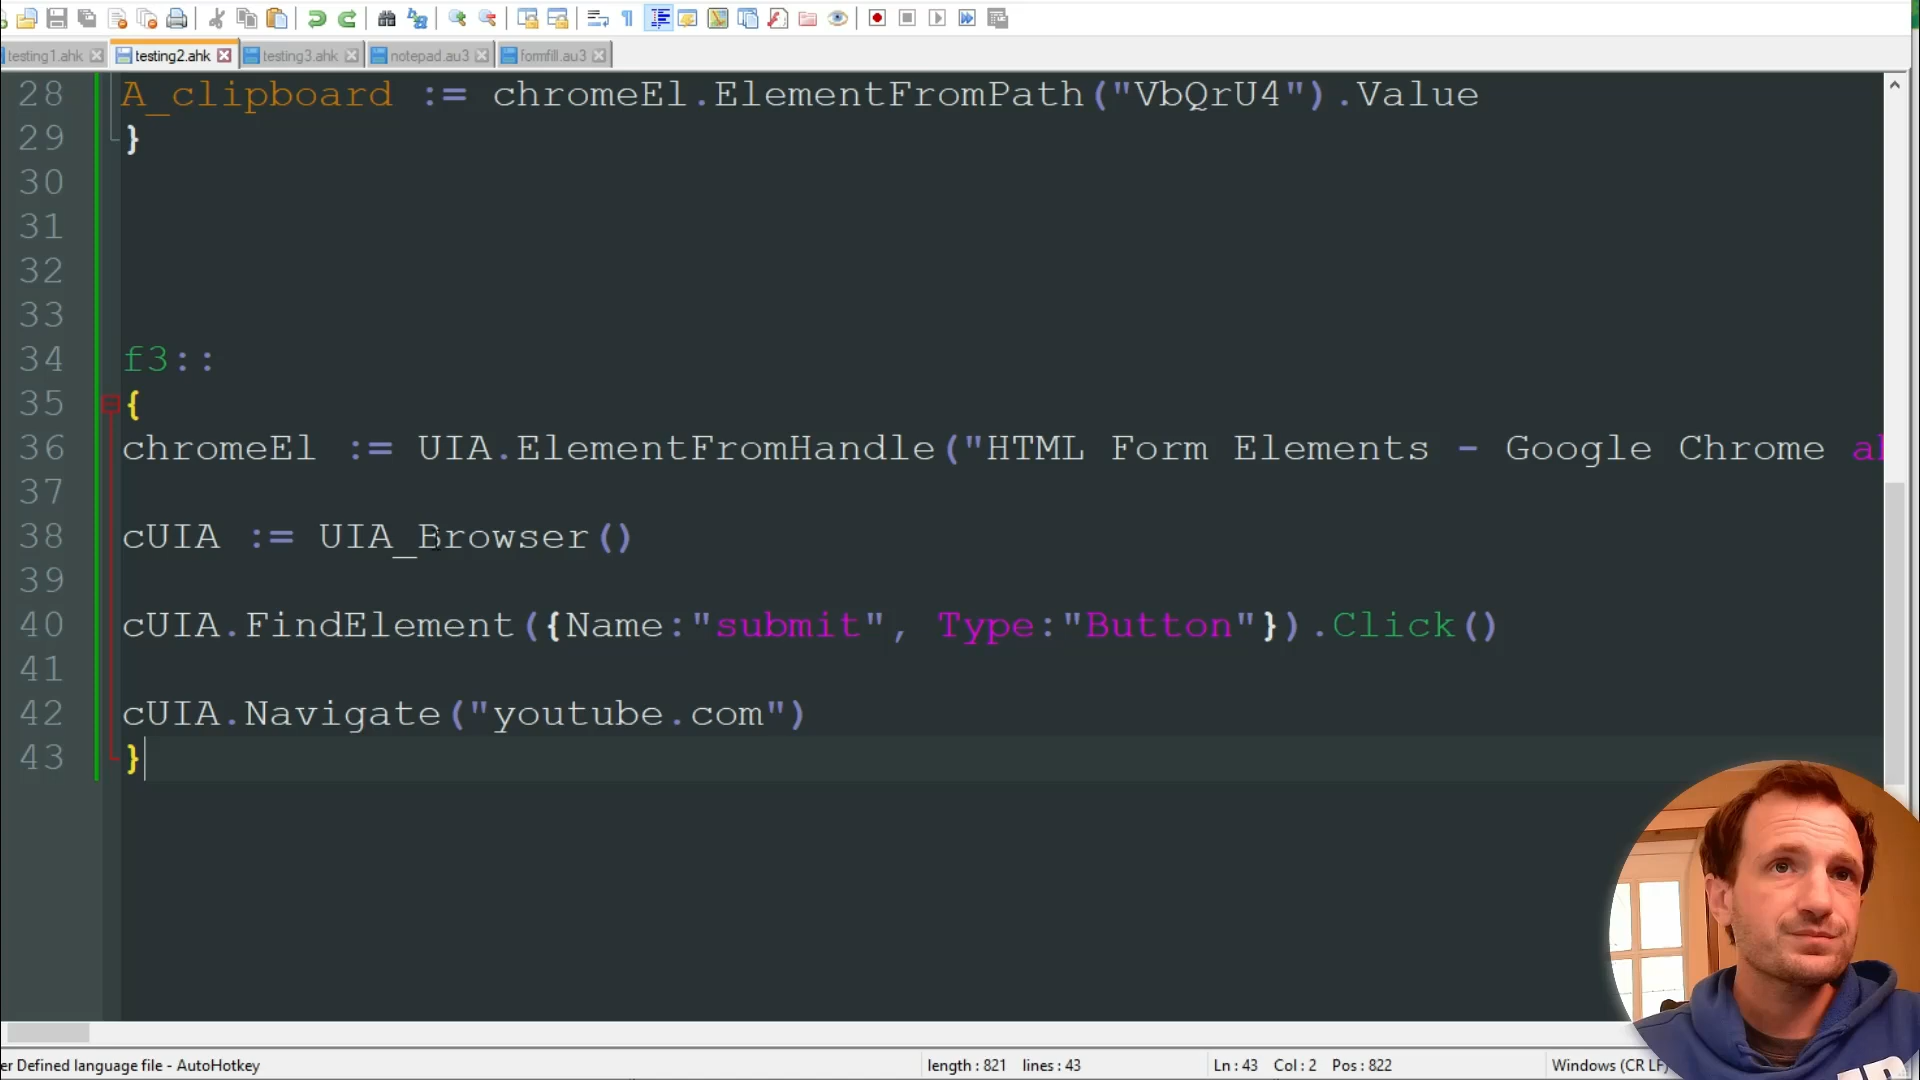 testing1.ahk testing2.ahk testing3.ahk notepad.au3 formfill.au3
28 A_clipboard := chromeEl.ElementFromPath("VbQrU4").Value
29 }
30
31
32
33
34 f3::
35 {
36 chromeEl := UIA.ElementFromHandle("HTML Form Elements - Google Chrome
37
38 cUIA := UIA_Browser()
39
40 cUIA.FindElement({Name:"submit", Type:"Button"}).Click()
41
42 cUIA.Navigate("youtube.com")
43 }
er Defined language file - AutoHotkey length : 821 lines : 43 Ln : 43 Col : 2 Pos : 822 Windows (CR LF)